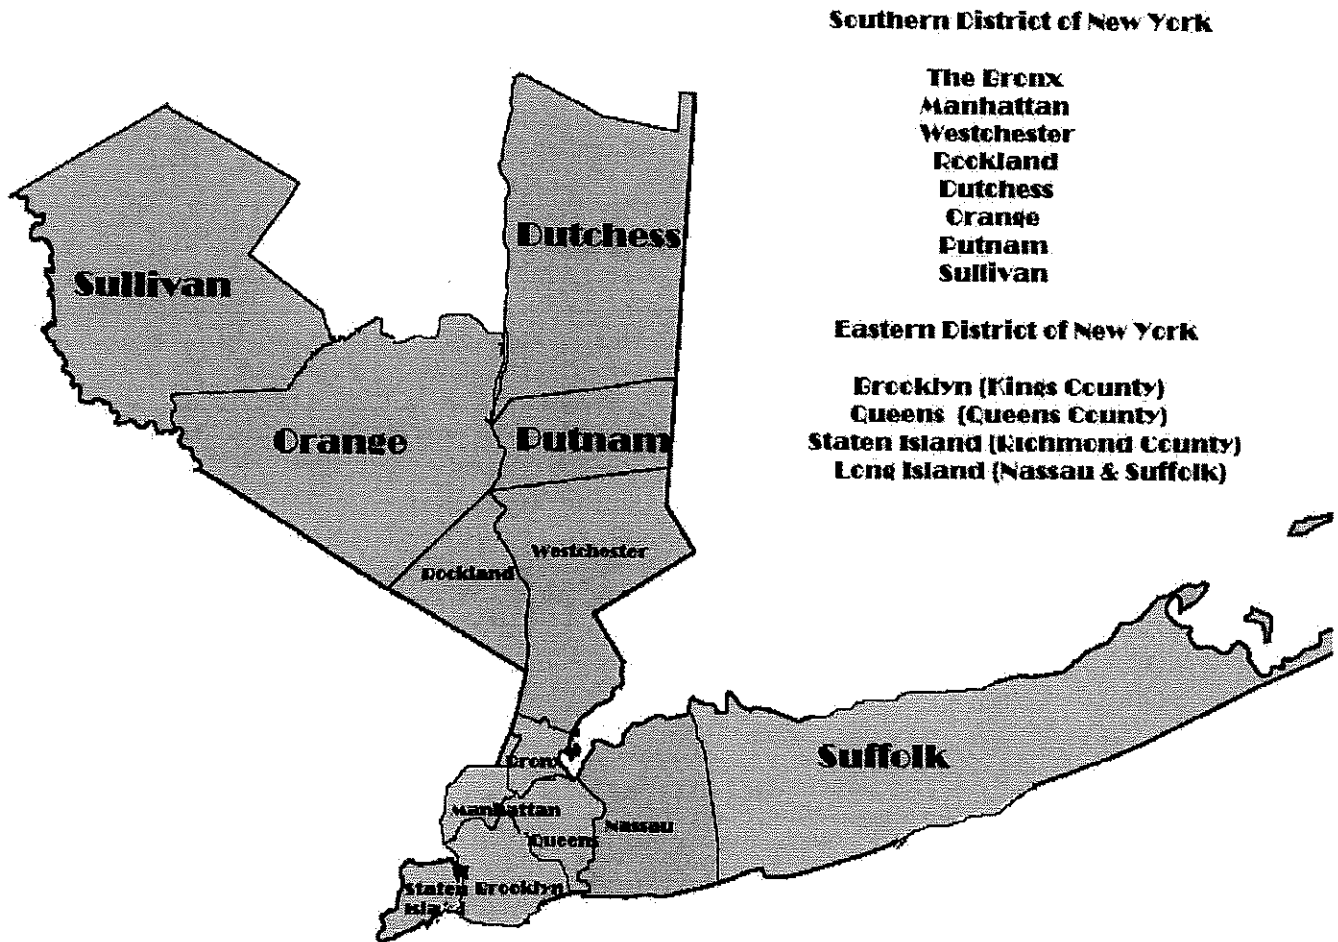 Southern District of New York
The Bronx
Manhattan
Westchester
Rockland
Dutchess
Orange
Putnam
Sullivan
Eastern District of New York
Brooklyn (Kings County)
Queens (Queens County)
Staten Island (Richmond County)
Long Island (Nassau & Suffolk)
Dutchess
Sullivan
Orange
Putnam
Westchester
Rockland
Suffolk
Bronx
Manhattan
Nassau
Queens
Staten
Island
Brooklyn